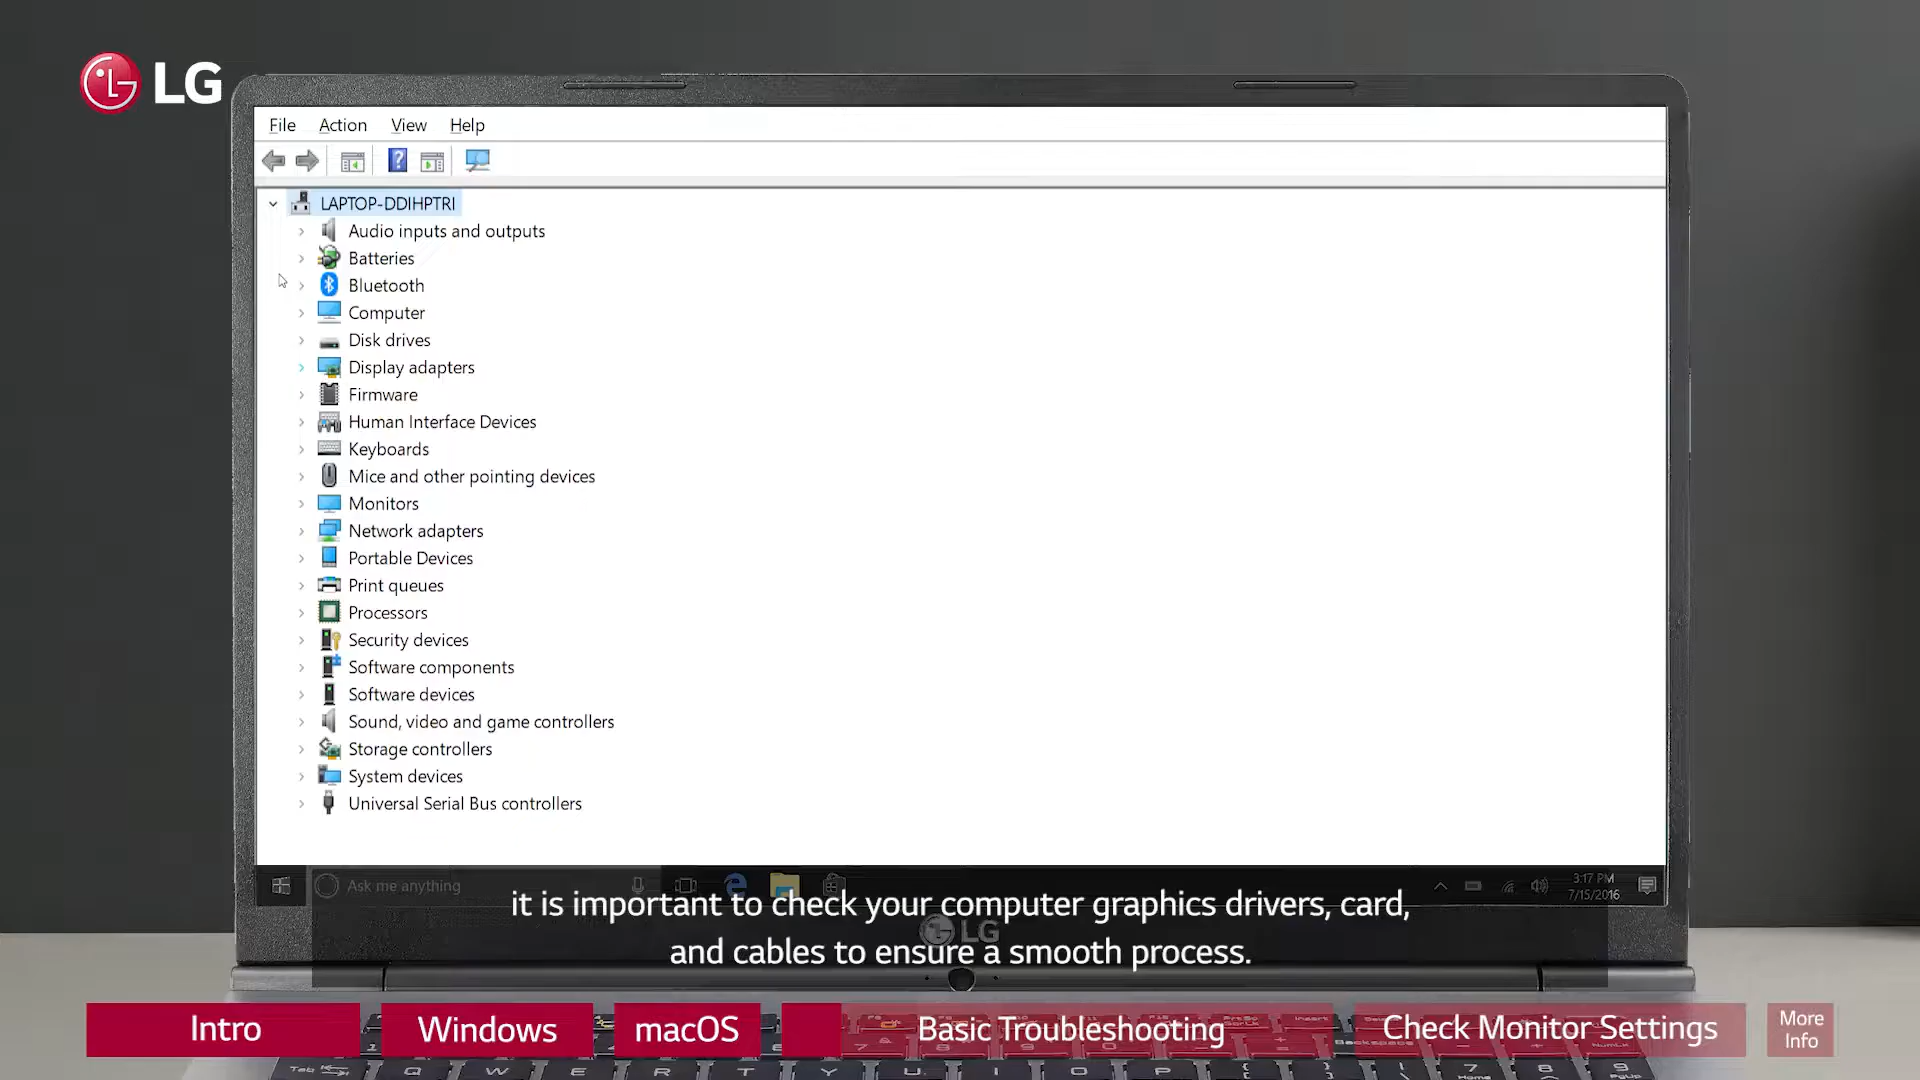 LG
File Action View Help
LAPTOP-DDIHPTRI
Audio inputs and outputs
Batteries
Bluetooth
Computer
Disk drives
Display adapters
Firmware
Human Interface Devices
Keyboards
Mice and other pointing devices
Monitors
Network adapters
Portable Devices
Print queues
Processors
Security devices
Software components
Software devices
Sound, video and game controllers
Storage controllers
System devices
Universal Serial Bus controllers
Ask me anything
3:17 PM
7/15/2016
it is important to check your computer graphics drivers, card,
LG
and cables to ensure a smooth process.
Intro Windows macOS Basic Troubleshooting Check Monitor Settings More
Info
Tab Q W E R T Y U I O P